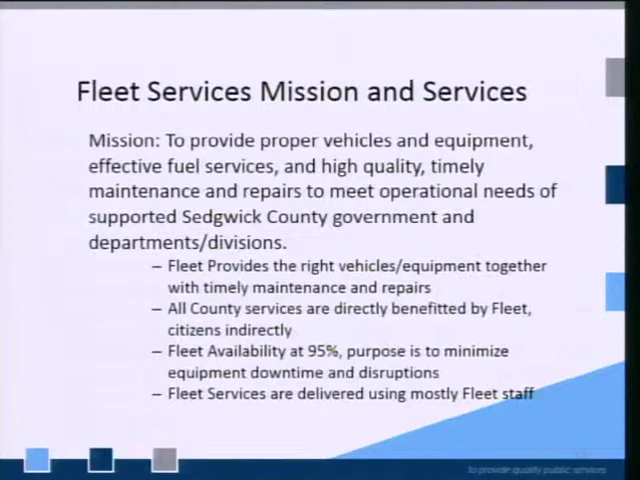 Fleet Services Mission and Services
Mission: To provide proper vehicles and equipment,
effective fuel services, and high quality, timely
maintenance and repairs to meet operational needs of
supported Sedgwick County government and
departments/divisions.
– Fleet Provides the right vehicles/equipment together
with timely maintenance and repairs
– All County services are directly benefitted by Fleet,
citizens indirectly
– Fleet Availability at 95%, purpose is to minimize
equipment downtime and disruptions
– Fleet Services are delivered using mostly Fleet staff
To provide quality public services